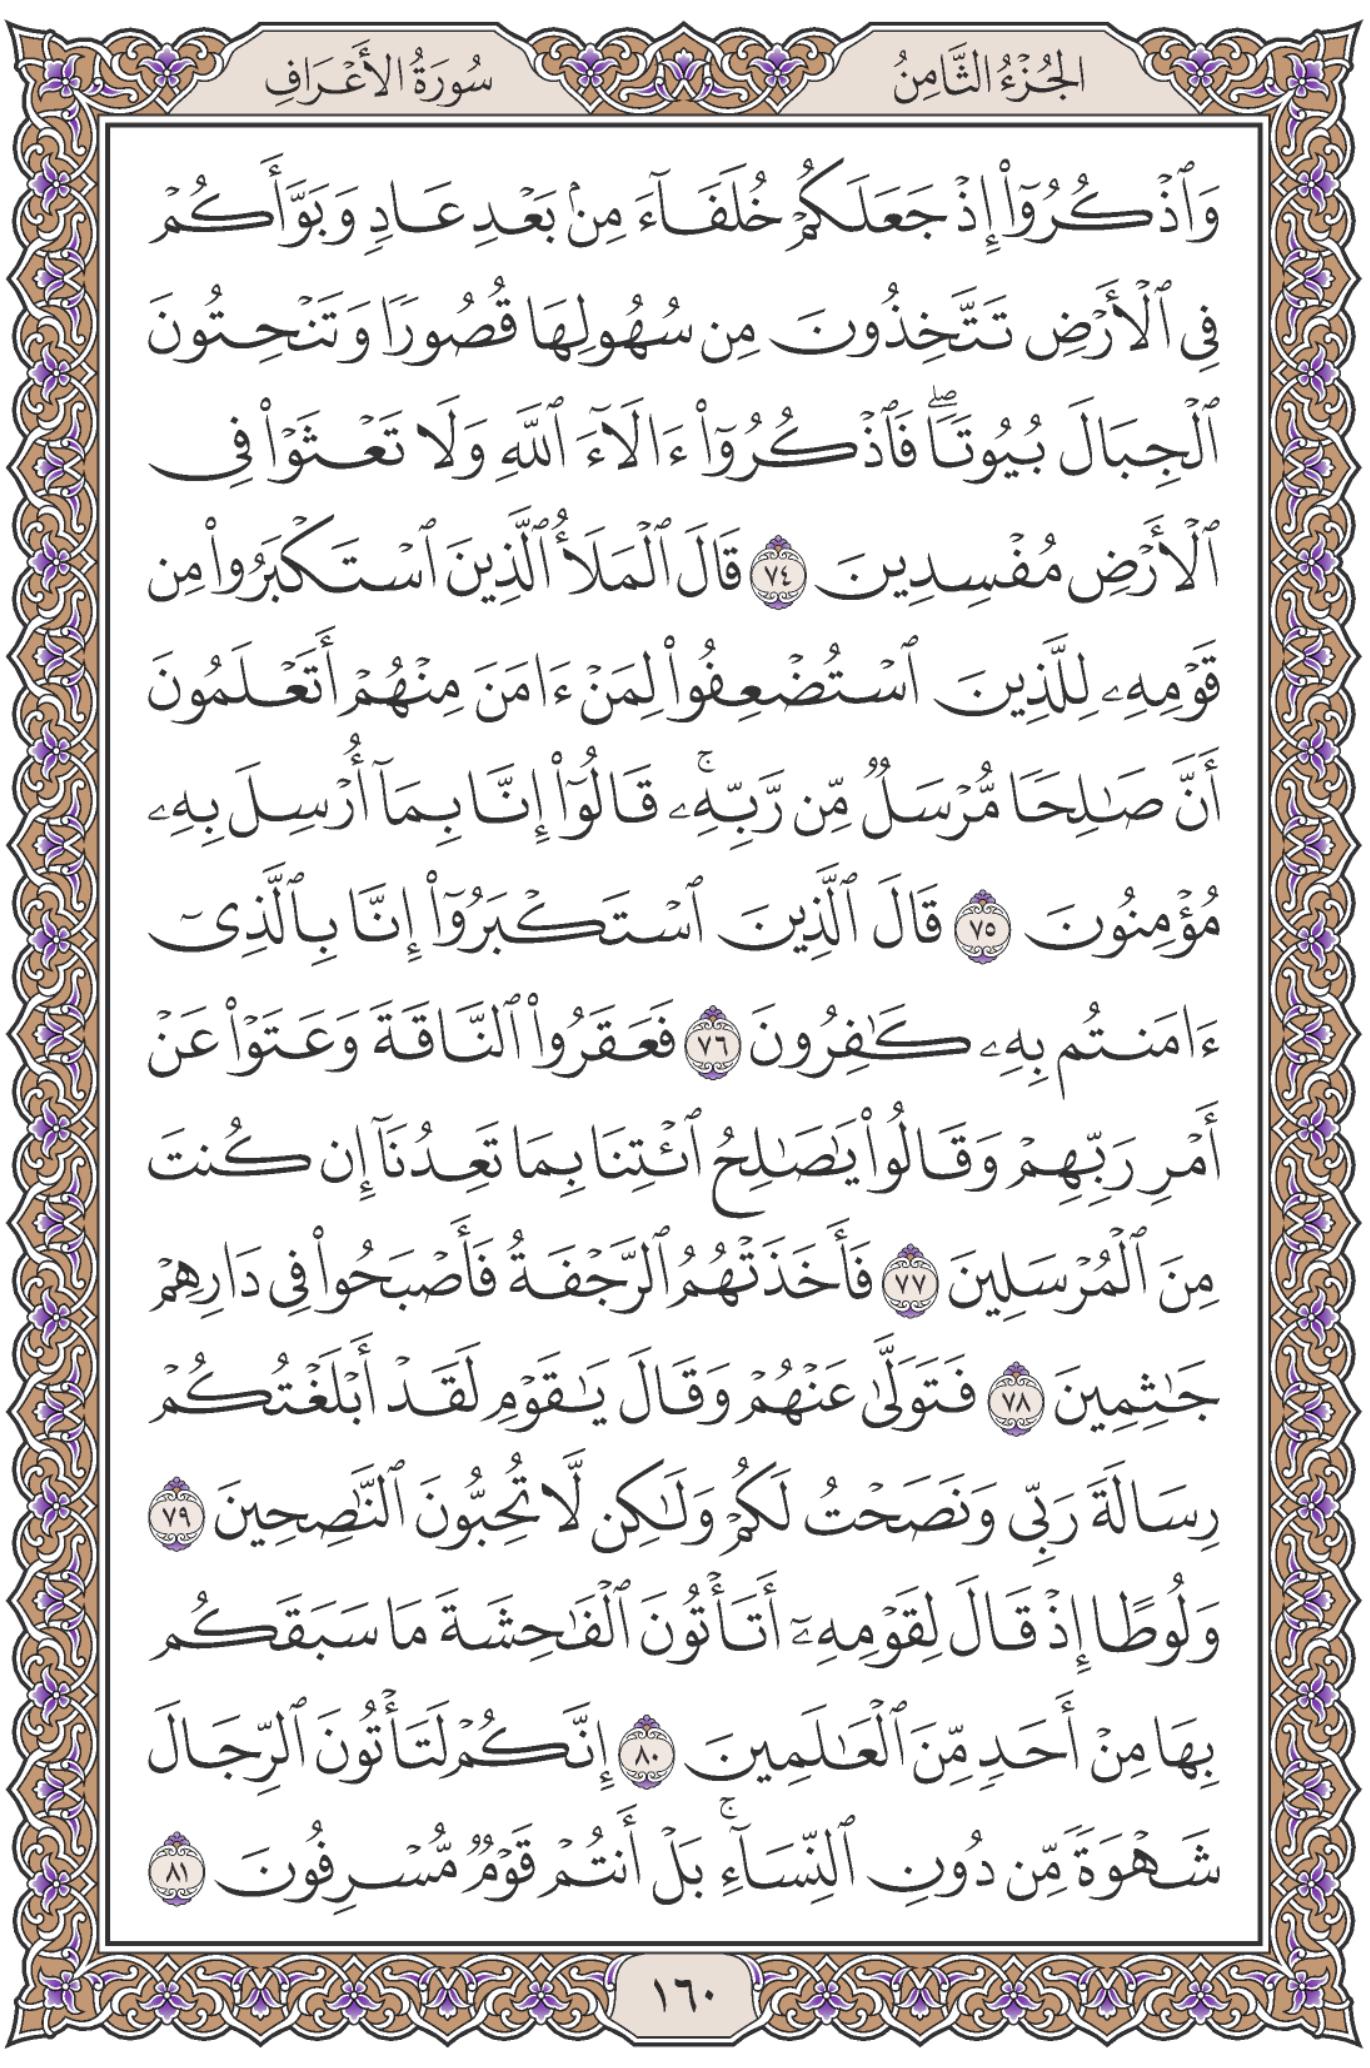 الجُزْءُ الثَّامِنُ
سُورَةُ الأَعْرَافِ
وَٱذْكُرُوٓا۟ إِذْ جَعَلَكُمْ خُلَفَآءَ مِنۢ بَعْدِ عَادٍ وَبَوَّأَكُمْ
فِى ٱلْأَرْضِ تَتَّخِذُونَ مِن سُهُولِهَا قُصُورًا وَتَنْحِتُونَ
ٱلْجِبَالَ بُيُوتًا ۖ فَٱذْكُرُوٓا۟ ءَالَآءَ ٱللَّهِ وَلَا تَعْثَوْا۟ فِى
ٱلْأَرْضِ مُفْسِدِينَ ٧٤ قَالَ ٱلْمَلَأُ ٱلَّذِينَ ٱسْتَكْبَرُوا۟ مِن
قَوْمِهِۦ لِلَّذِينَ ٱسْتُضْعِفُوا۟ لِمَنْ ءَامَنَ مِنْهُمْ أَتَعْلَمُونَ
أَنَّ صَـٰلِحًا مُّرْسَلٌ مِّن رَّبِّهِۦ ۚ قَالُوٓا۟ إِنَّا بِمَآ أُرْسِلَ بِهِۦ
مُؤْمِنُونَ ٧٥ قَالَ ٱلَّذِينَ ٱسْتَكْبَرُوٓا۟ إِنَّا بِٱلَّذِىٓ
ءَامَنتُم بِهِۦ كَـٰفِرُونَ ٧٦ فَعَقَرُوا۟ ٱلنَّاقَةَ وَعَتَوْا۟ عَنْ
أَمْرِ رَبِّهِمْ وَقَالُوا۟ يَـٰصَـٰلِحُ ٱئْتِنَا بِمَا تَعِدُنَآ إِن كُنتَ
مِنَ ٱلْمُرْسَلِينَ ٧٧ فَأَخَذَتْهُمُ ٱلرَّجْفَةُ فَأَصْبَحُوا۟ فِى دَارِهِمْ
جَـٰثِمِينَ ٧٨ فَتَوَلَّىٰ عَنْهُمْ وَقَالَ يَـٰقَوْمِ لَقَدْ أَبْلَغْتُكُمْ
رِسَالَةَ رَبِّى وَنَصَحْتُ لَكُمْ وَلَـٰكِن لَّا تُحِبُّونَ ٱلنَّـٰصِحِينَ ٧٩
وَلُوطًا إِذْ قَالَ لِقَوْمِهِۦٓ أَتَأْتُونَ ٱلْفَـٰحِشَةَ مَا سَبَقَكُم
بِهَا مِنْ أَحَدٍ مِّنَ ٱلْعَـٰلَمِينَ ٨٠ إِنَّكُمْ لَتَأْتُونَ ٱلرِّجَالَ
شَهْوَةً مِّن دُونِ ٱلنِّسَآءِ ۚ بَلْ أَنتُمْ قَوْمٌ مُّسْرِفُونَ ٨١
١٦٠